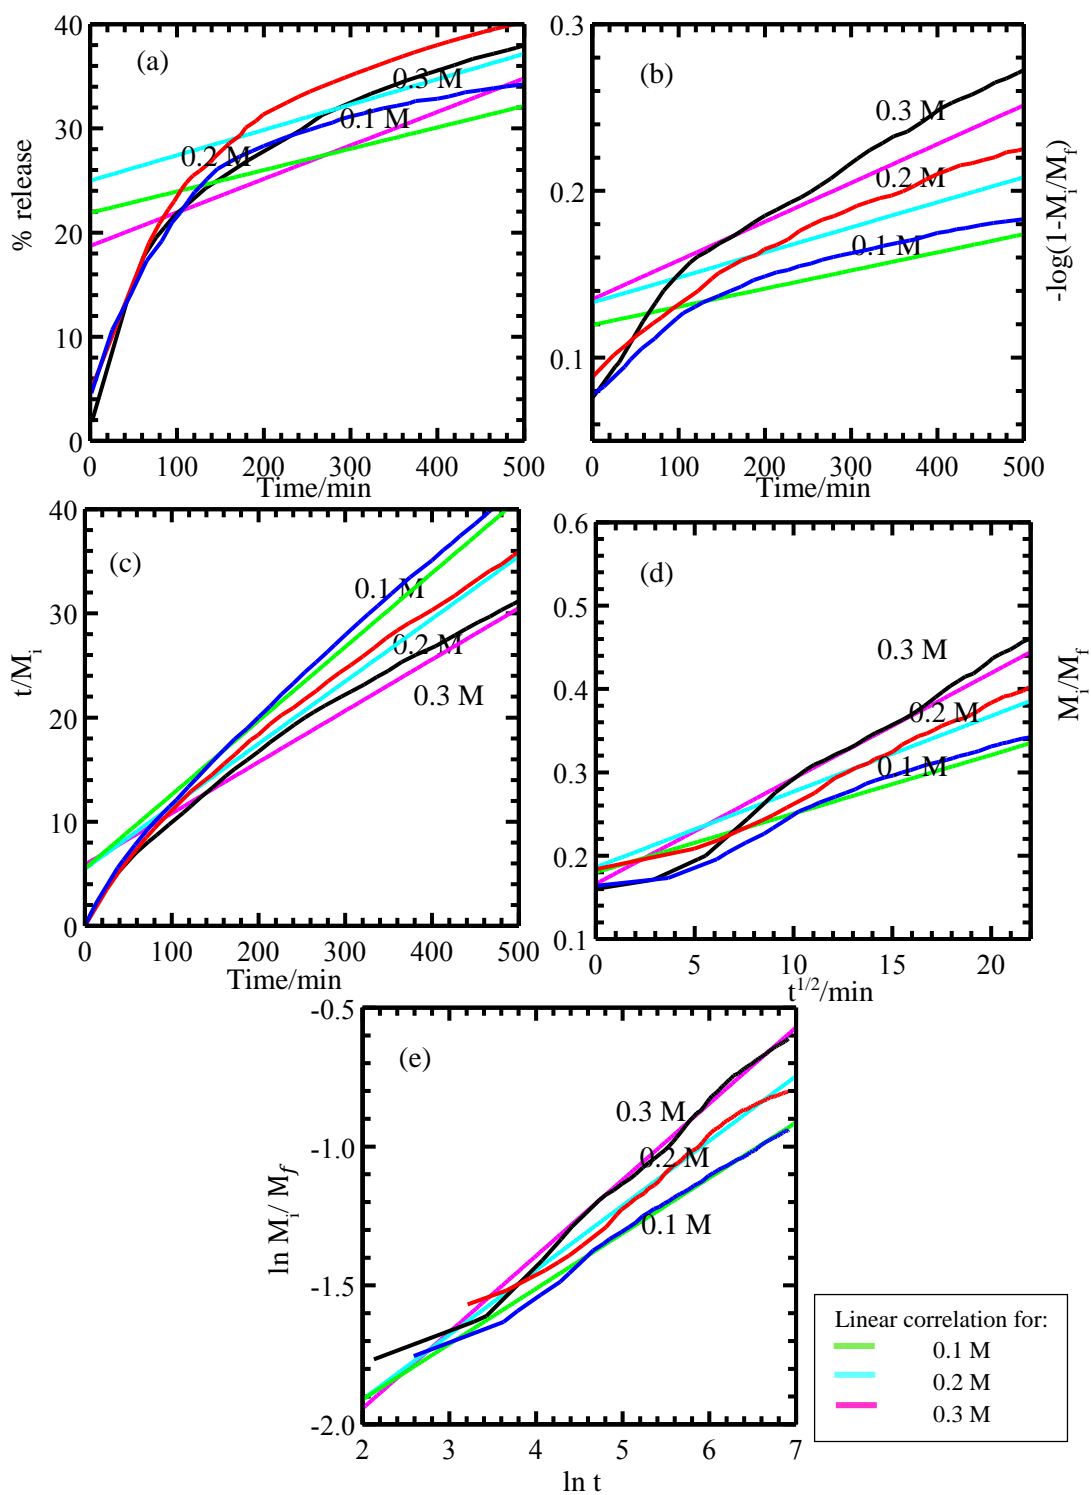 40
30
20
10
0
% release
(a)
0.3 M
0.1 M
0.2 M
0 100 200 300 400 500
Time/min
0.3
0.2
0.1
(b)
0.3 M
0.2 M
0.1 M
-log(1-Mi/Mf)
0 100 200 300 400 500
Time/min
40
30
20
10
0
t/Mi
(c)
0.1 M
0.2 M
0.3 M
0 100 200 300 400 500
Time/min
0.6
0.5
0.4
0.3
0.2
0.1
(d)
0.3 M
0.2 M
0.1 M
Mi/Mf
0 5 10 15 20
t1/2/min
-0.5
-1.0
-1.5
-2.0
ln Mi/ Mf
(e)
0.3 M
0.2 M
0.1 M
2 3 4 5 6 7
ln t
Linear correlation for:
0.1 M
0.2 M
0.3 M